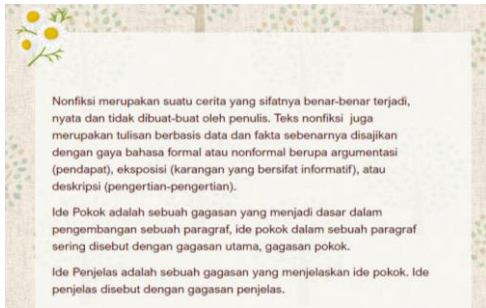 Nonfiksi merupakan suatu cerita yang sifatnya benar-benar terjadi,
nyata dan tidak dibuat-buat oleh penulis. Teks nonfiksi juga
merupakan tulisan berbasis data dan fakta sebenarnya disajikan
dengan gaya bahasa formal atau nonformal berupa argumentasi
(pendapat), eksposisi (karangan yang bersifat informatif), atau
deskripsi (pengertian-pengertian).
Ide Pokok adalah sebuah gagasan yang menjadi dasar dalam
pengembangan sebuah paragraf, ide pokok dalam sebuah paragraf
sering disebut dengan gagasan utama, gagasan pokok.
Ide Penjelas adalah sebuah gagasan yang menjelaskan ide pokok. Ide
penjelas disebut dengan gagasan penjelas.